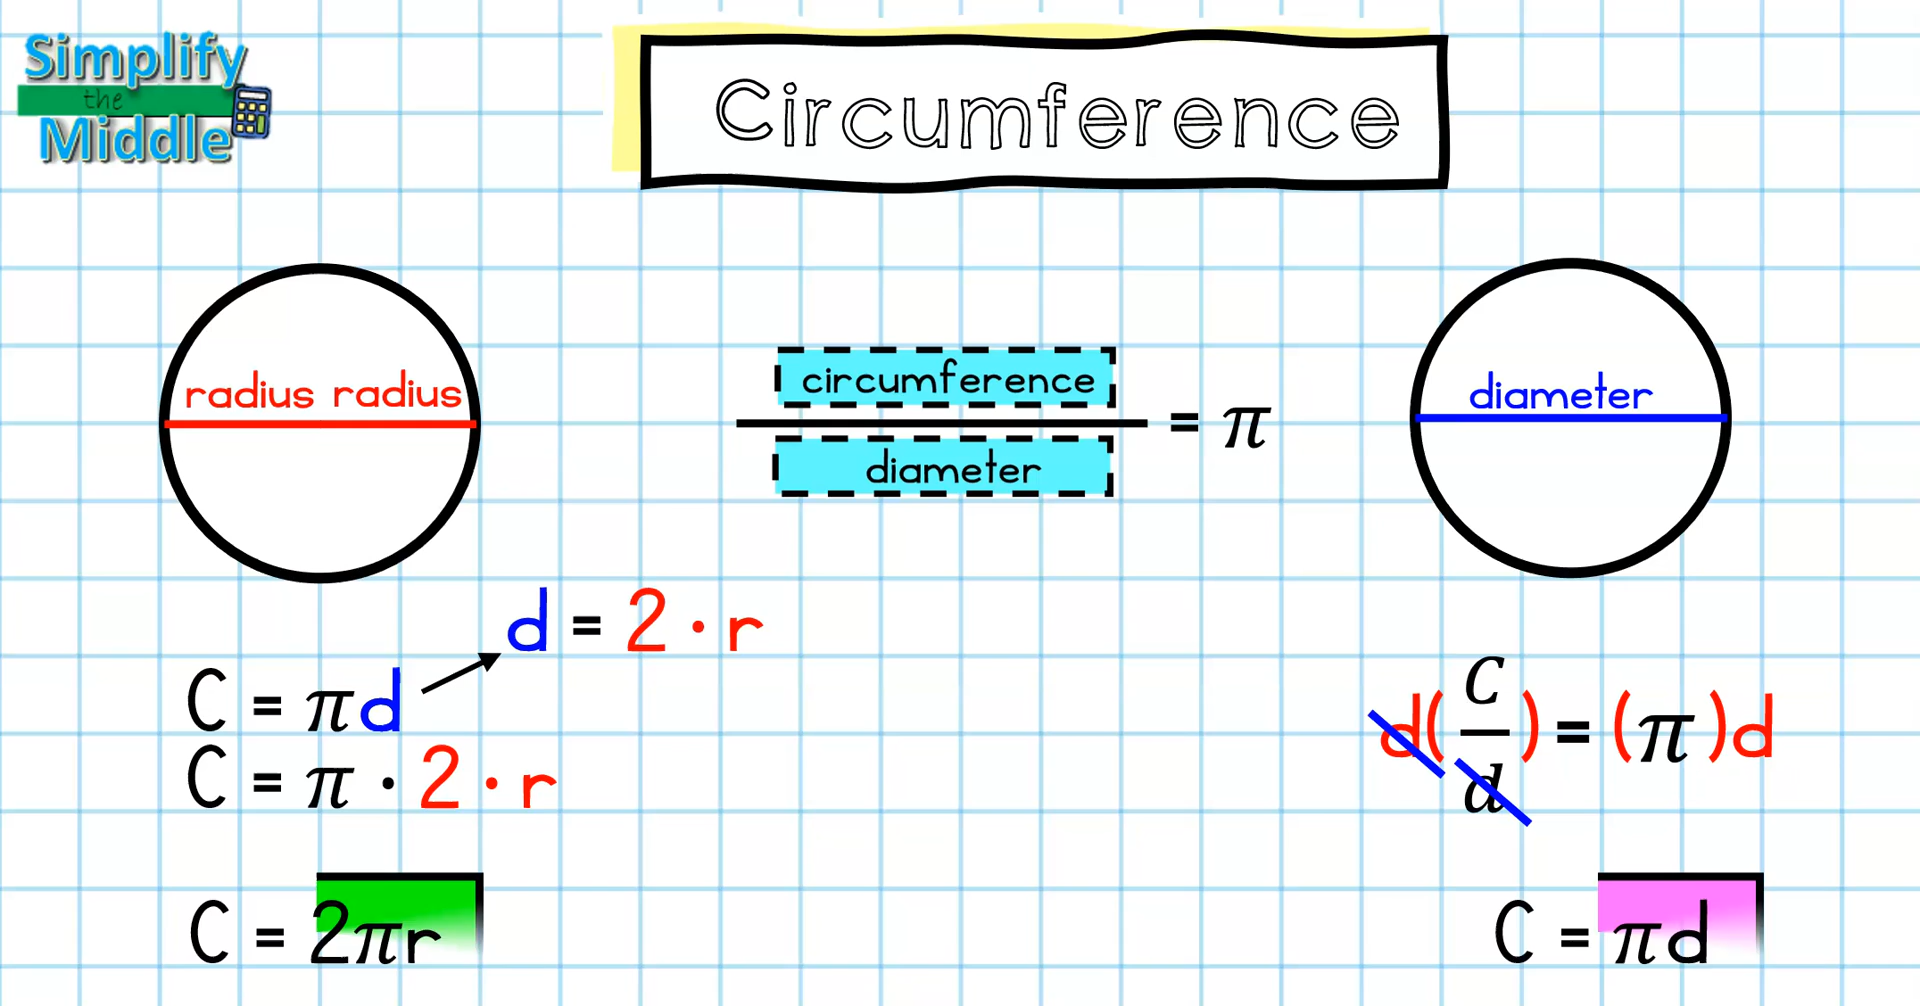 Simplify
the
Middle
Circumference
radius radius
circumference
diameter
= π
diameter
d = 2 · r
C = πd
C = π · 2 · r
C = 2πr
d(C/d) = (π)d
C = πd